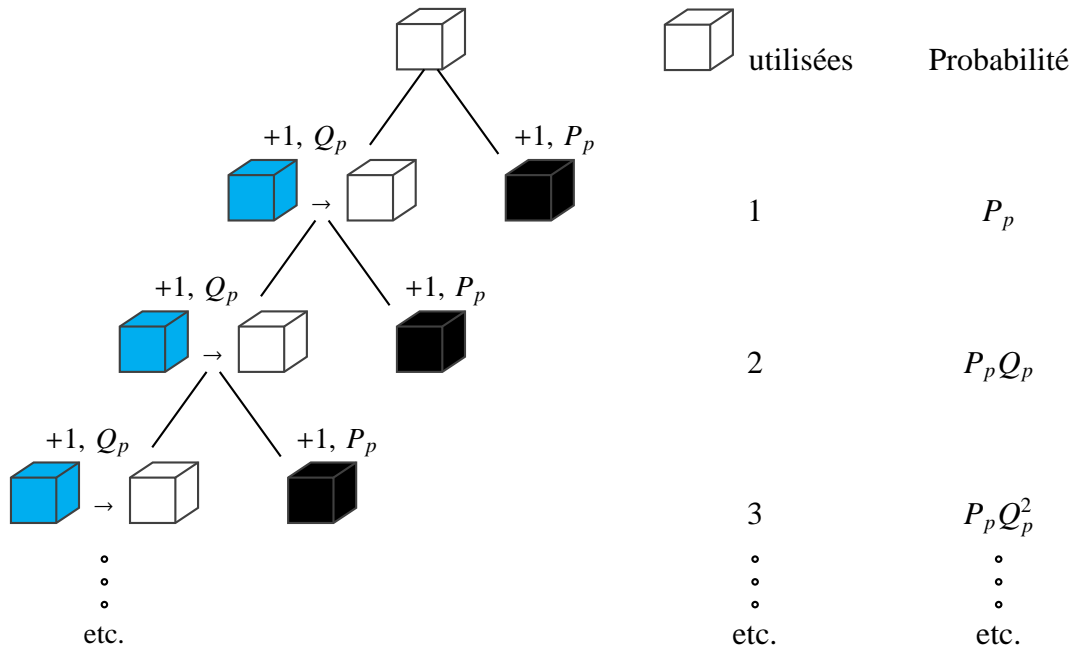 utilisées Probabilité
+1, Q_p +1, P_p
→ 1 P_p
+1, Q_p +1, P_p
→ 2 P_pQ_p
+1, Q_p +1, P_p
→ 3 P_pQ_p^2
etc. etc. etc.